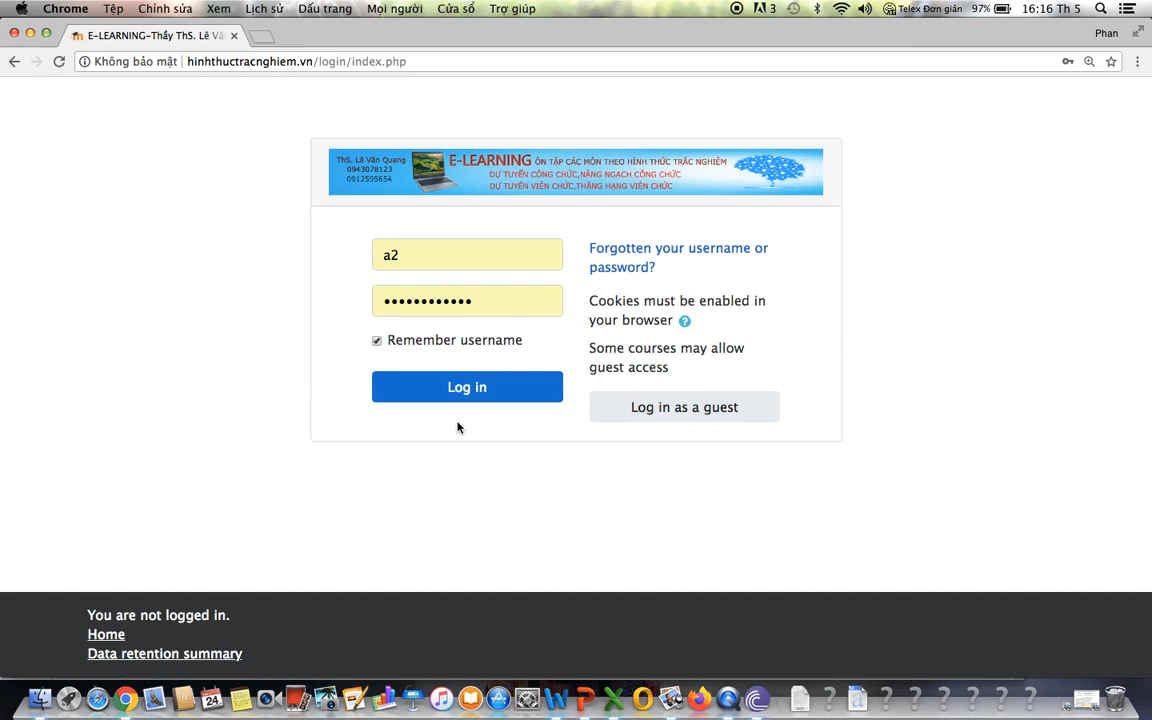 Chrome Tệp Chỉnh sửa Xem Lịch sử Dấu trang Mọi người Cửa sổ Trợ giúp 3 Telex Đơn giản 97% 16:16 Th 5
E-LEARNING-Thầy ThS. Lê Vă
Phan
Không bảo mật | hinhthuctracnghiem.vn/login/index.php
ThS. Lê Văn Quang
0943078123
0912595654
E-LEARNING ÔN TẬP CÁC MÔN THEO HÌNH THỨC TRẮC NGHIỆM
DỰ TUYỂN CÔNG CHỨC,NÂNG NGẠCH CÔNG CHỨC
DỰ TUYỂN VIÊN CHỨC,THĂNG HẠNG VIÊN CHỨC
a2
••••••••••••
Remember username
Log in
Forgotten your username or
password?
Cookies must be enabled in
your browser ?
Some courses may allow
guest access
Log in as a guest
You are not logged in.
Home
Data retention summary
24